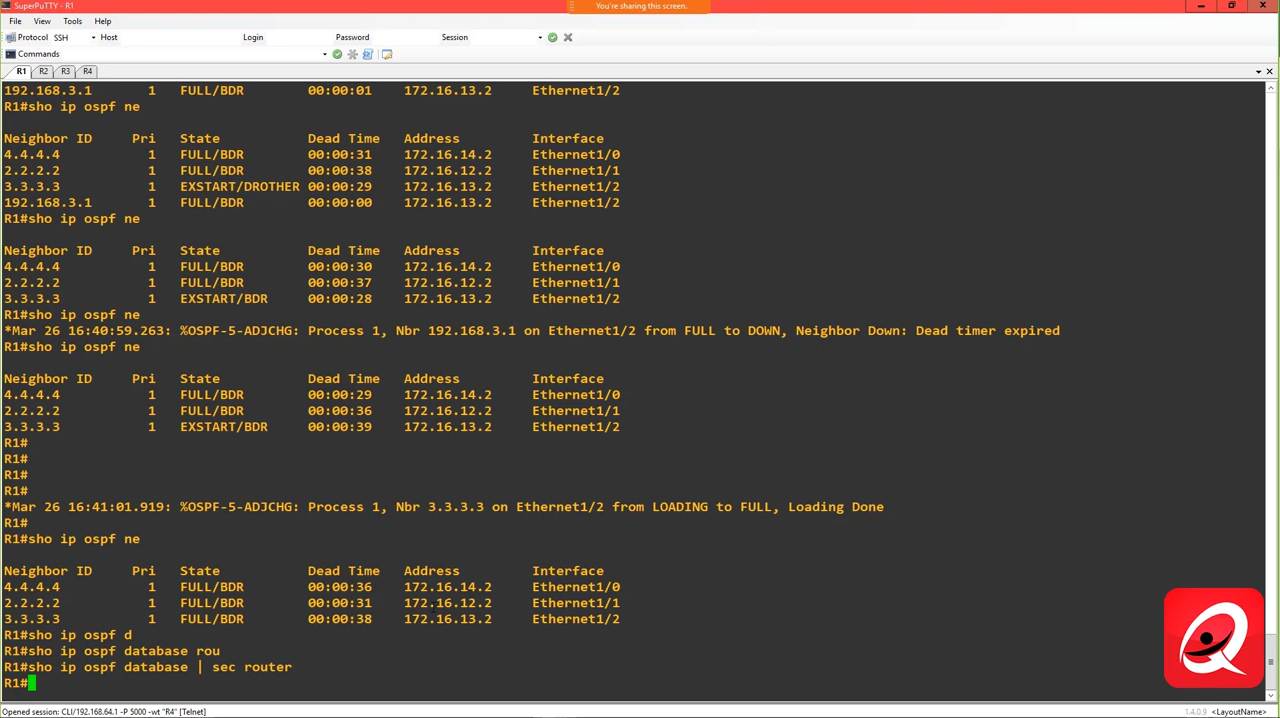 SuperPuTTY - R1
You're sharing this screen.
File View Tools Help
Protocol SSH Host Login Password Session
Commands
R1 R2 R3 R4
192.168.3.1 1 FULL/BDR 00:00:01 172.16.13.2 Ethernet1/2
R1#sho ip ospf ne
Neighbor ID Pri State Dead Time Address Interface
4.4.4.4 1 FULL/BDR 00:00:31 172.16.14.2 Ethernet1/0
2.2.2.2 1 FULL/BDR 00:00:38 172.16.12.2 Ethernet1/1
3.3.3.3 1 EXSTART/DROTHER 00:00:29 172.16.13.2 Ethernet1/2
192.168.3.1 1 FULL/BDR 00:00:00 172.16.13.2 Ethernet1/2
R1#sho ip ospf ne
Neighbor ID Pri State Dead Time Address Interface
4.4.4.4 1 FULL/BDR 00:00:30 172.16.14.2 Ethernet1/0
2.2.2.2 1 FULL/BDR 00:00:37 172.16.12.2 Ethernet1/1
3.3.3.3 1 EXSTART/BDR 00:00:28 172.16.13.2 Ethernet1/2
R1#sho ip ospf ne
*Mar 26 16:40:59.263: %OSPF-5-ADJCHG: Process 1, Nbr 192.168.3.1 on Ethernet1/2 from FULL to DOWN, Neighbor Down: Dead timer expired
R1#sho ip ospf ne
Neighbor ID Pri State Dead Time Address Interface
4.4.4.4 1 FULL/BDR 00:00:29 172.16.14.2 Ethernet1/0
2.2.2.2 1 FULL/BDR 00:00:36 172.16.12.2 Ethernet1/1
3.3.3.3 1 EXSTART/BDR 00:00:39 172.16.13.2 Ethernet1/2
R1#
R1#
R1#
R1#
*Mar 26 16:41:01.919: %OSPF-5-ADJCHG: Process 1, Nbr 3.3.3.3 on Ethernet1/2 from LOADING to FULL, Loading Done
R1#
R1#sho ip ospf ne
Neighbor ID Pri State Dead Time Address Interface
4.4.4.4 1 FULL/BDR 00:00:36 172.16.14.2 Ethernet1/0
2.2.2.2 1 FULL/BDR 00:00:31 172.16.12.2 Ethernet1/1
3.3.3.3 1 FULL/BDR 00:00:38 172.16.13.2 Ethernet1/2
R1#sho ip ospf d
R1#sho ip ospf database rou
R1#sho ip ospf database | sec router
R1#
Opened session: CLI/192.168.64.1 -P 5000 -wt "R4" [Telnet] 1.4.0.9 <LayoutName>